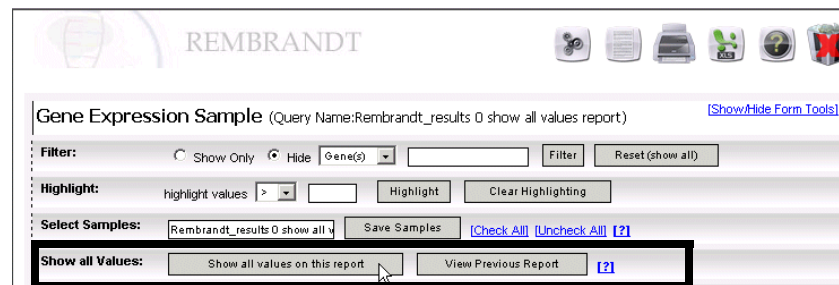 REMBRANDT
XLS
Gene Expression Sample (Query Name:Rembrandt_results 0 show all values report) [Show/Hide Form Tools]
Filter: Show Only Hide Gene(s) Filter Reset (show all)
Highlight: highlight values > Highlight Clear Highlighting
Select Samples: Rembrandt_results 0 show all v Save Samples [Check All] [Uncheck All] [?]
Show all Values: Show all values on this report View Previous Report [?]